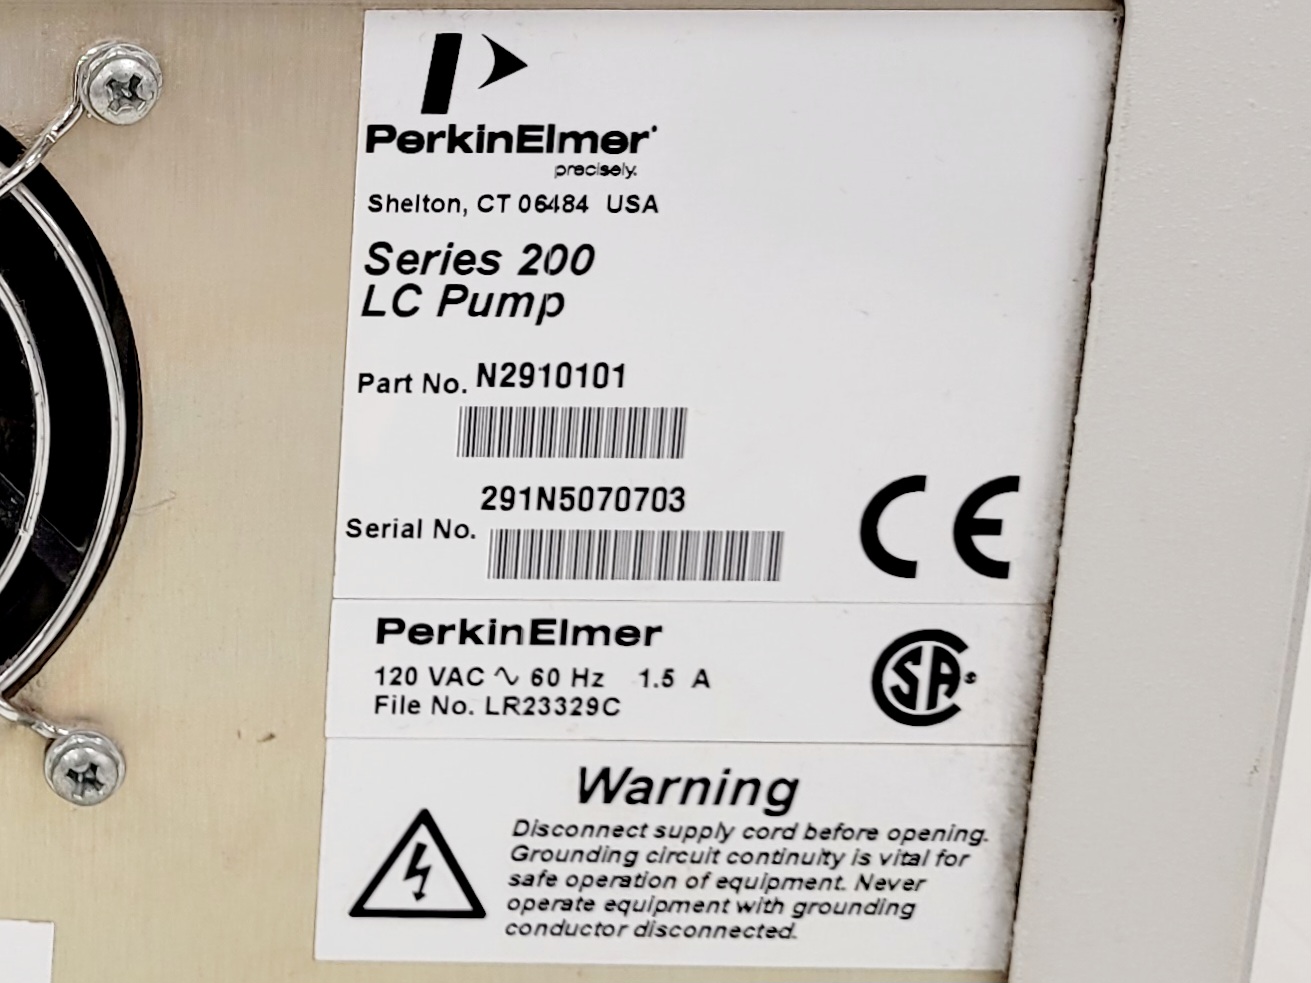 PerkinElmer
precisely.
Shelton, CT 06484 USA
Series 200
LC Pump
Part No. N2910101
291N5070703
Serial No.
CE
PerkinElmer
120 VAC ∿ 60 Hz 1.5 A
File No. LR23329C
CSA
Warning
Disconnect supply cord before opening.
Grounding circuit continuity is vital for
safe operation of equipment. Never
operate equipment with grounding
conductor disconnected.